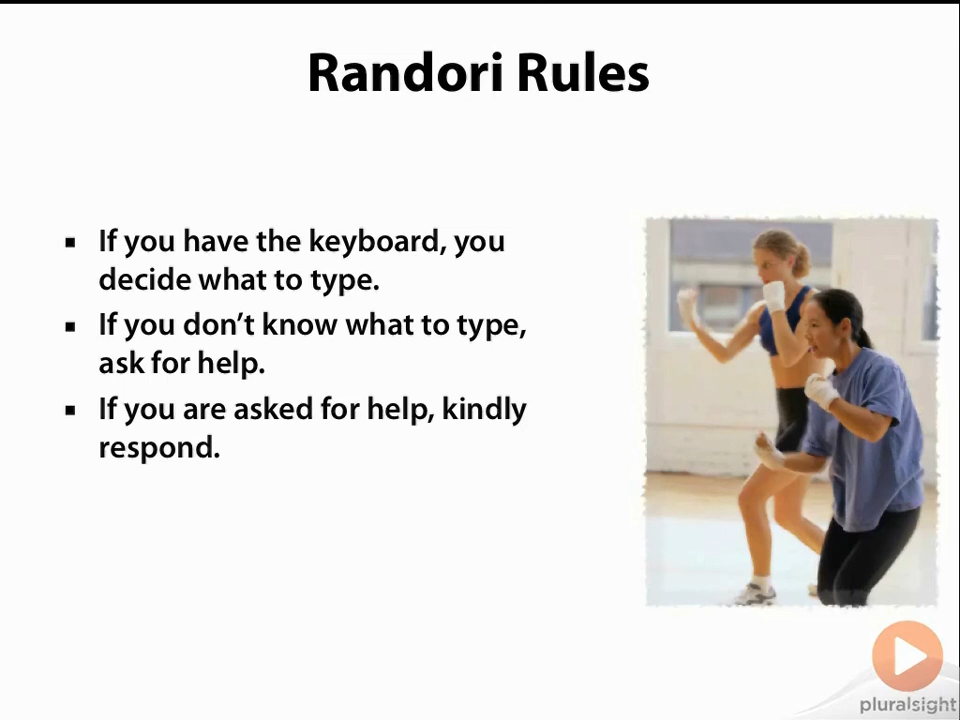 Randori Rules
If you have the keyboard, you
decide what to type.
If you don’t know what to type,
ask for help.
If you are asked for help, kindly
respond.
pluralsight